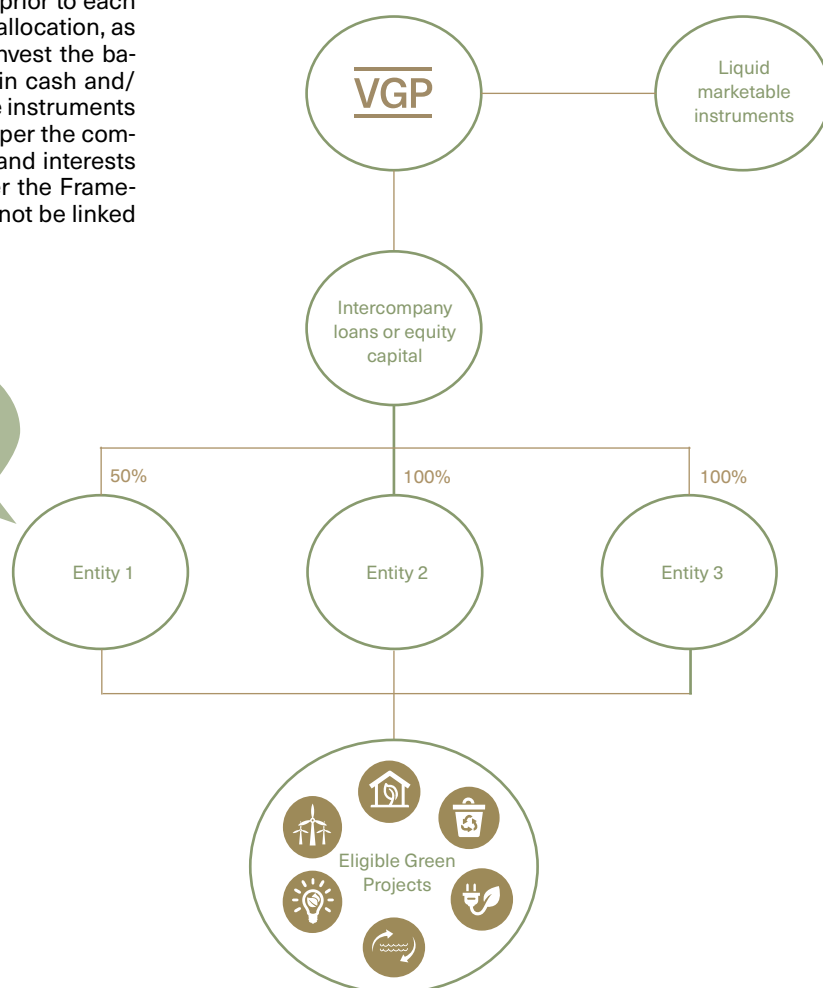 prior to each
allocation, as
nvest the ba-
in cash and/
e instruments
per the com-
and interests
er the Frame-
not be linked
VGP
Liquid
marketable
instruments
Intercompany
loans or equity
capital
50%
100%
100%
Entity 1
Entity 2
Entity 3
Eligible Green
Projects